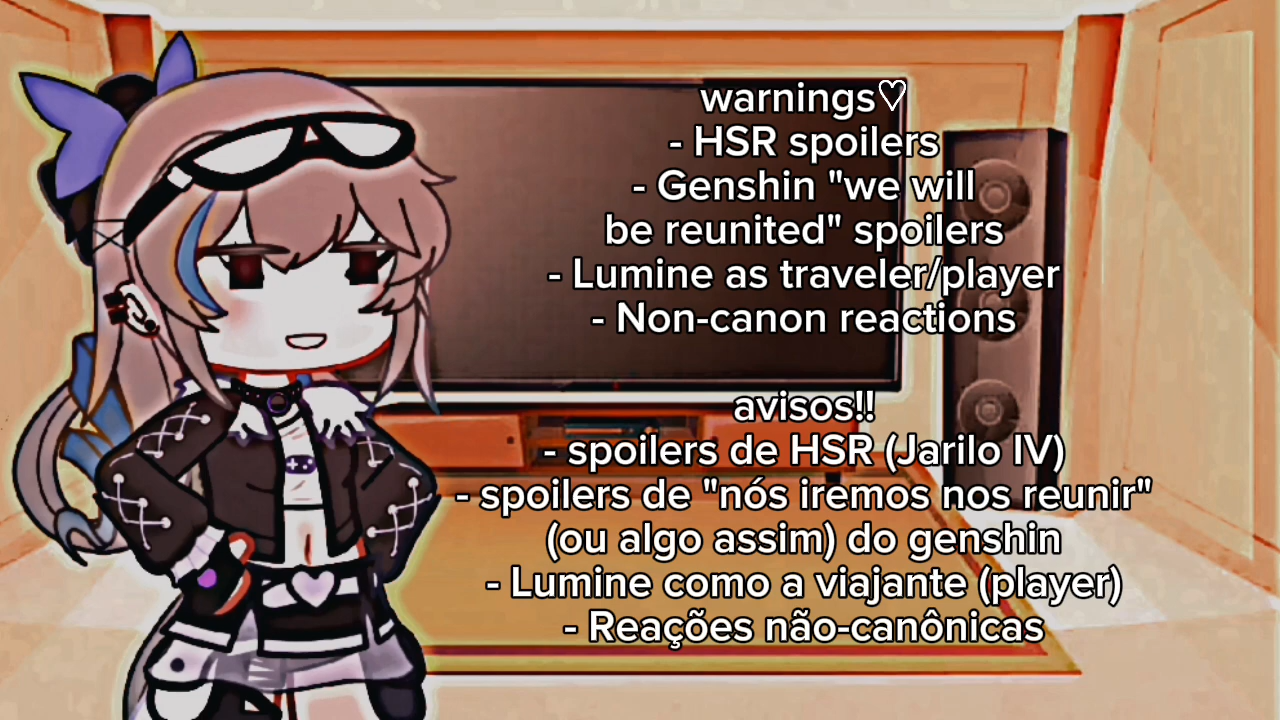 warnings♡
- HSR spoilers
- Genshin "we will
be reunited" spoilers
- Lumine as traveler/player
- Non-canon reactions
avisos!!
- spoilers de HSR (Jarilo IV)
- spoilers de "nós iremos nos reunir"
(ou algo assim) do genshin
- Lumine como a viajante (player)
- Reações não-canônicas